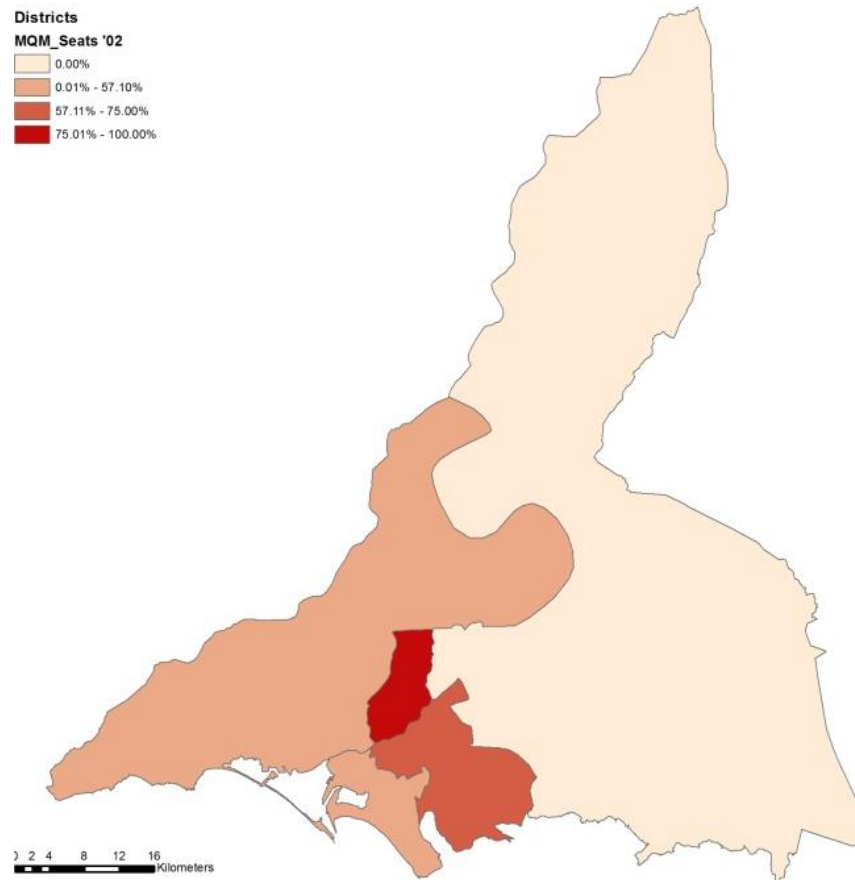 Districts
MQM_Seats '02
0.00%
0.01% - 57.10%
57.11% - 75.00%
75.01% - 100.00%
0 2 4 8 12 16
Kilometers